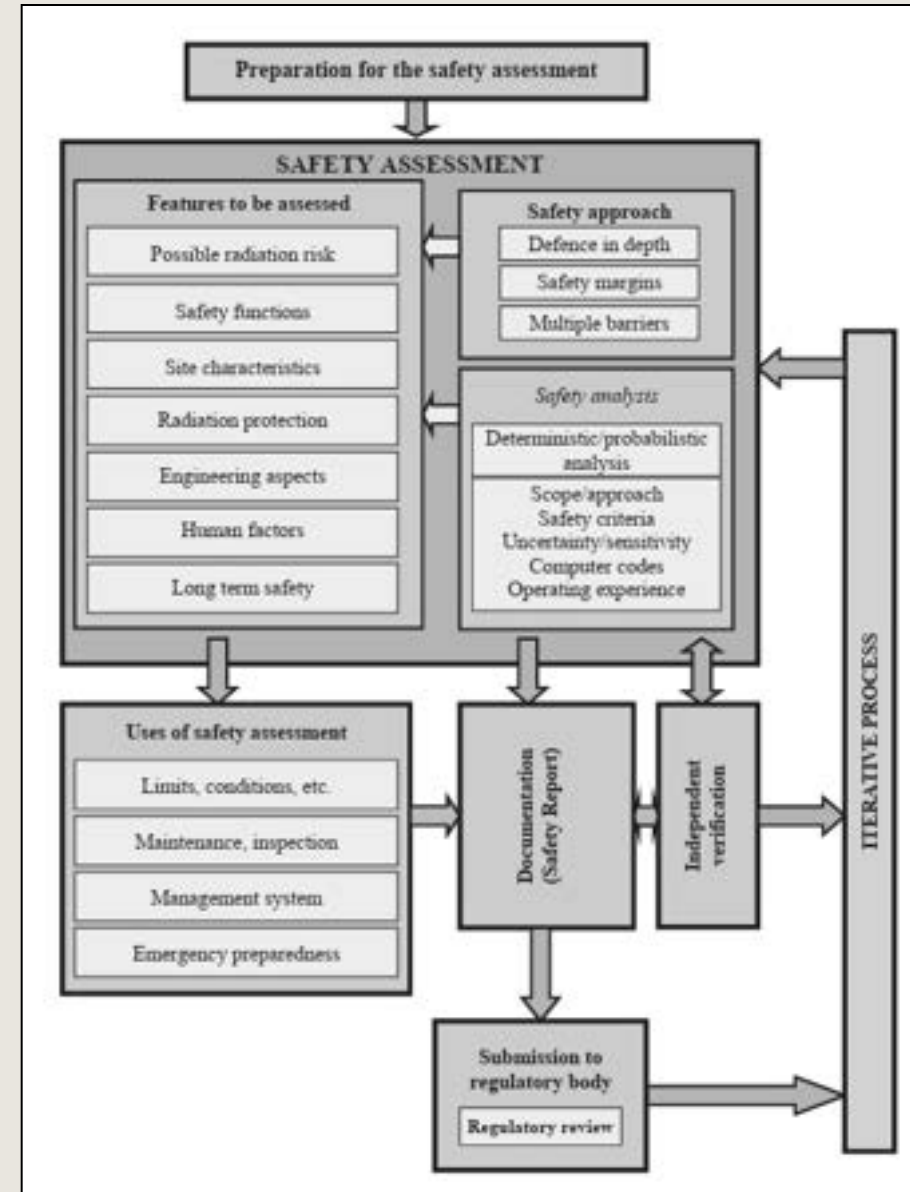 Preparation for the safety assessment
SAFETY ASSESSMENT
Features to be assessed
Possible radiation risk
Safety functions
Site characteristics
Radiation protection
Engineering aspects
Human factors
Long term safety
Safety approach
Defence in depth
Safety margins
Multiple barriers
Safety analysis
Deterministic/probabilistic
analysis
Scope/approach
Safety criteria
Uncertainty/sensitivity
Computer codes
Operating experience
Uses of safety assessment
Limits, conditions, etc.
Maintenance, inspection
Management system
Emergency preparedness
Documentation
(Safety Report)
Independent
verification
ITERATIVE PROCESS
Submission to
regulatory body
Regulatory review